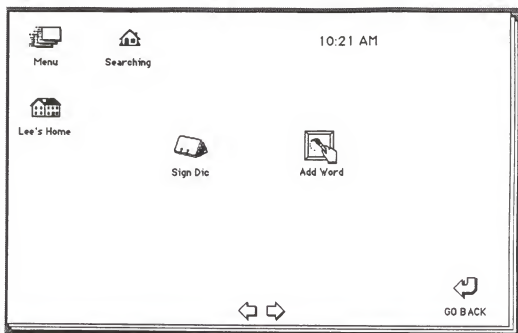 10:21 AM
Menu
Searching
Lee's Home
Sign Dic
Add Word
GO BACK